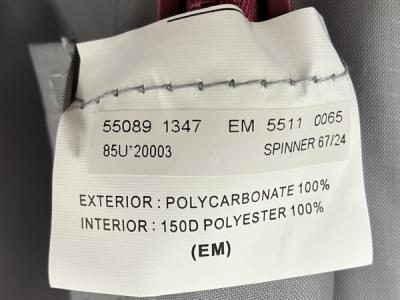 55089 1347 EM 5511 0065
85U*20003 SPINNER 67/24
EXTERIOR : POLYCARBONATE 100%
INTERIOR : 150D POLYESTER 100%
(EM)